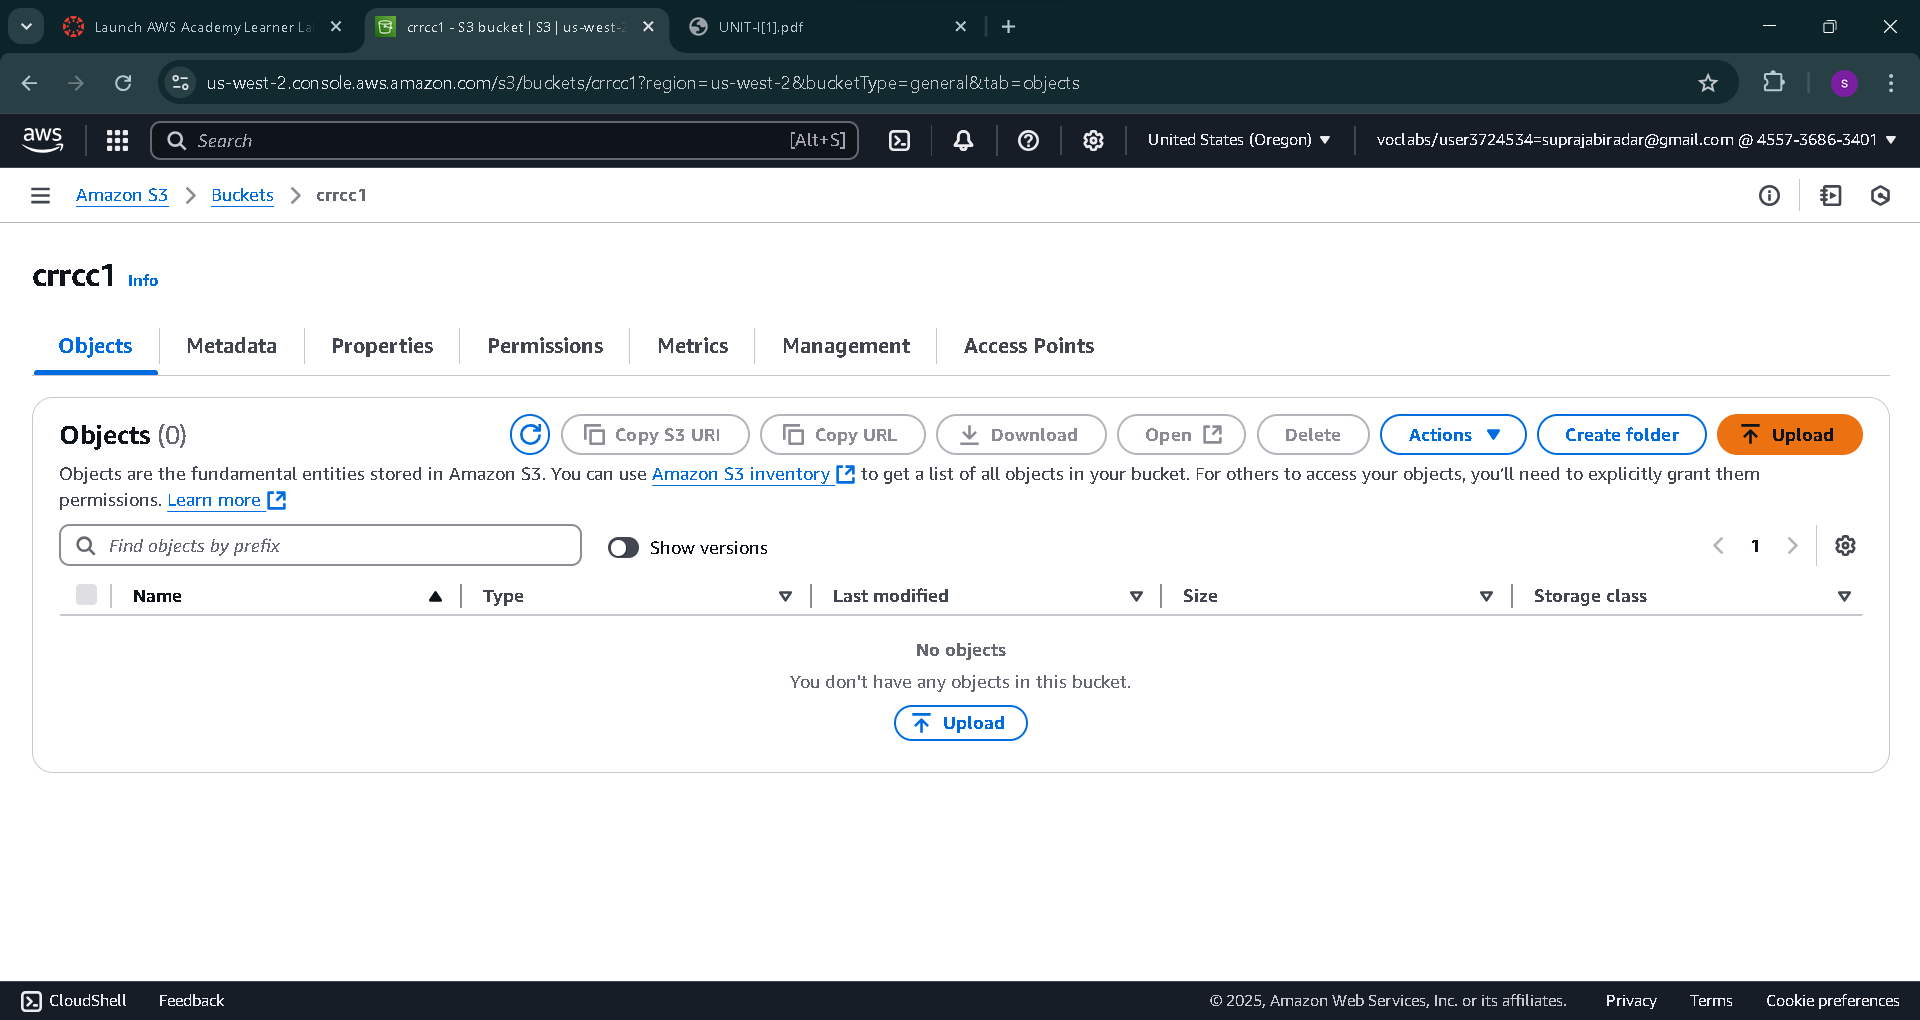 Launch AWS Academy Learner La
crrcc1 - S3 bucket | S3 | us-west-2
UNIT-I[1].pdf
us-west-2.console.aws.amazon.com/s3/buckets/crrcc1?region=us-west-2&bucketType=general&tab=objects
S
aws
Search [Alt+S]
United States (Oregon)
voclabs/user3724534=suprajabiradar@gmail.com @ 4557-3686-3401
Amazon S3 > Buckets > crrcc1
crrcc1 Info
Objects Metadata Properties Permissions Metrics Management Access Points
Objects (0)
Copy S3 URI Copy URL Download Open Delete Actions Create folder Upload
Objects are the fundamental entities stored in Amazon S3. You can use Amazon S3 inventory to get a list of all objects in your bucket. For others to access your objects, you’ll need to explicitly grant them
permissions. Learn more
Find objects by prefix
Show versions
1
Name Type Last modified Size Storage class
No objects
You don't have any objects in this bucket.
Upload
CloudShell Feedback © 2025, Amazon Web Services, Inc. or its affiliates. Privacy Terms Cookie preferences